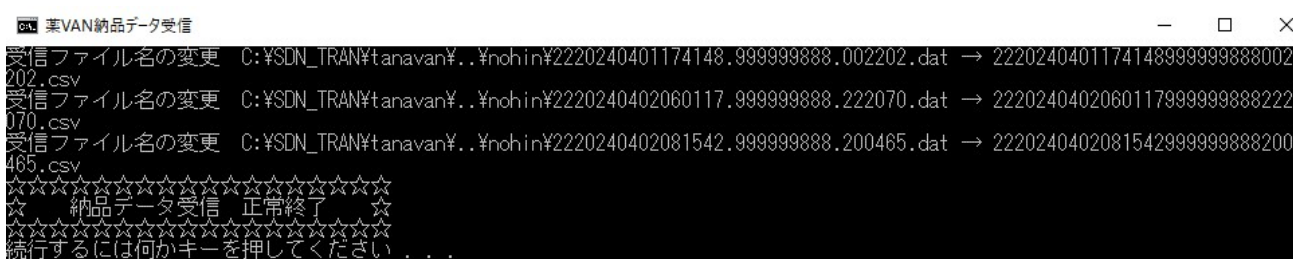 薬VAN納品データ受信
受信ファイル名の変更　C:¥SDN_TRAN¥tanavan¥..¥nohin¥2220240401174148.999999888.002202.dat → 2220240401174148999999888002
202.csv
受信ファイル名の変更　C:¥SDN_TRAN¥tanavan¥..¥nohin¥2220240402060117.999999888.222070.dat → 2220240402060117999999888222
070.csv
受信ファイル名の変更　C:¥SDN_TRAN¥tanavan¥..¥nohin¥2220240402081542.999999888.200465.dat → 2220240402081542999999888200
465.csv
☆☆☆☆☆☆☆☆☆☆☆☆☆☆☆☆☆☆
☆　　納品データ受信　正常終了　　☆
☆☆☆☆☆☆☆☆☆☆☆☆☆☆☆☆☆☆
続行するには何かキーを押してください . . .